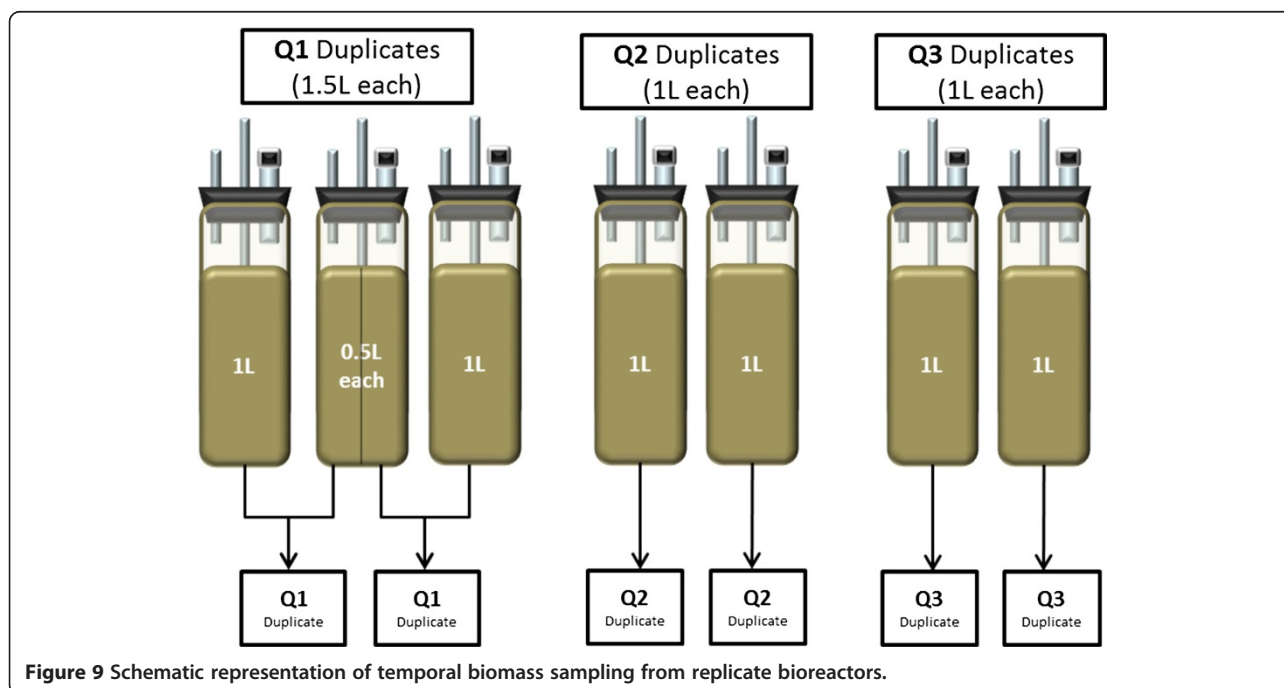 Q1 Duplicates
(1.5L each)
Q2 Duplicates
(1L each)
Q3 Duplicates
(1L each)
1L
0.5L
each
1L
1L
1L
1L
1L
Q1
Duplicate
Q1
Duplicate
Q2
Duplicate
Q2
Duplicate
Q3
Duplicate
Q3
Duplicate
Figure 9 Schematic representation of temporal biomass sampling from replicate bioreactors.